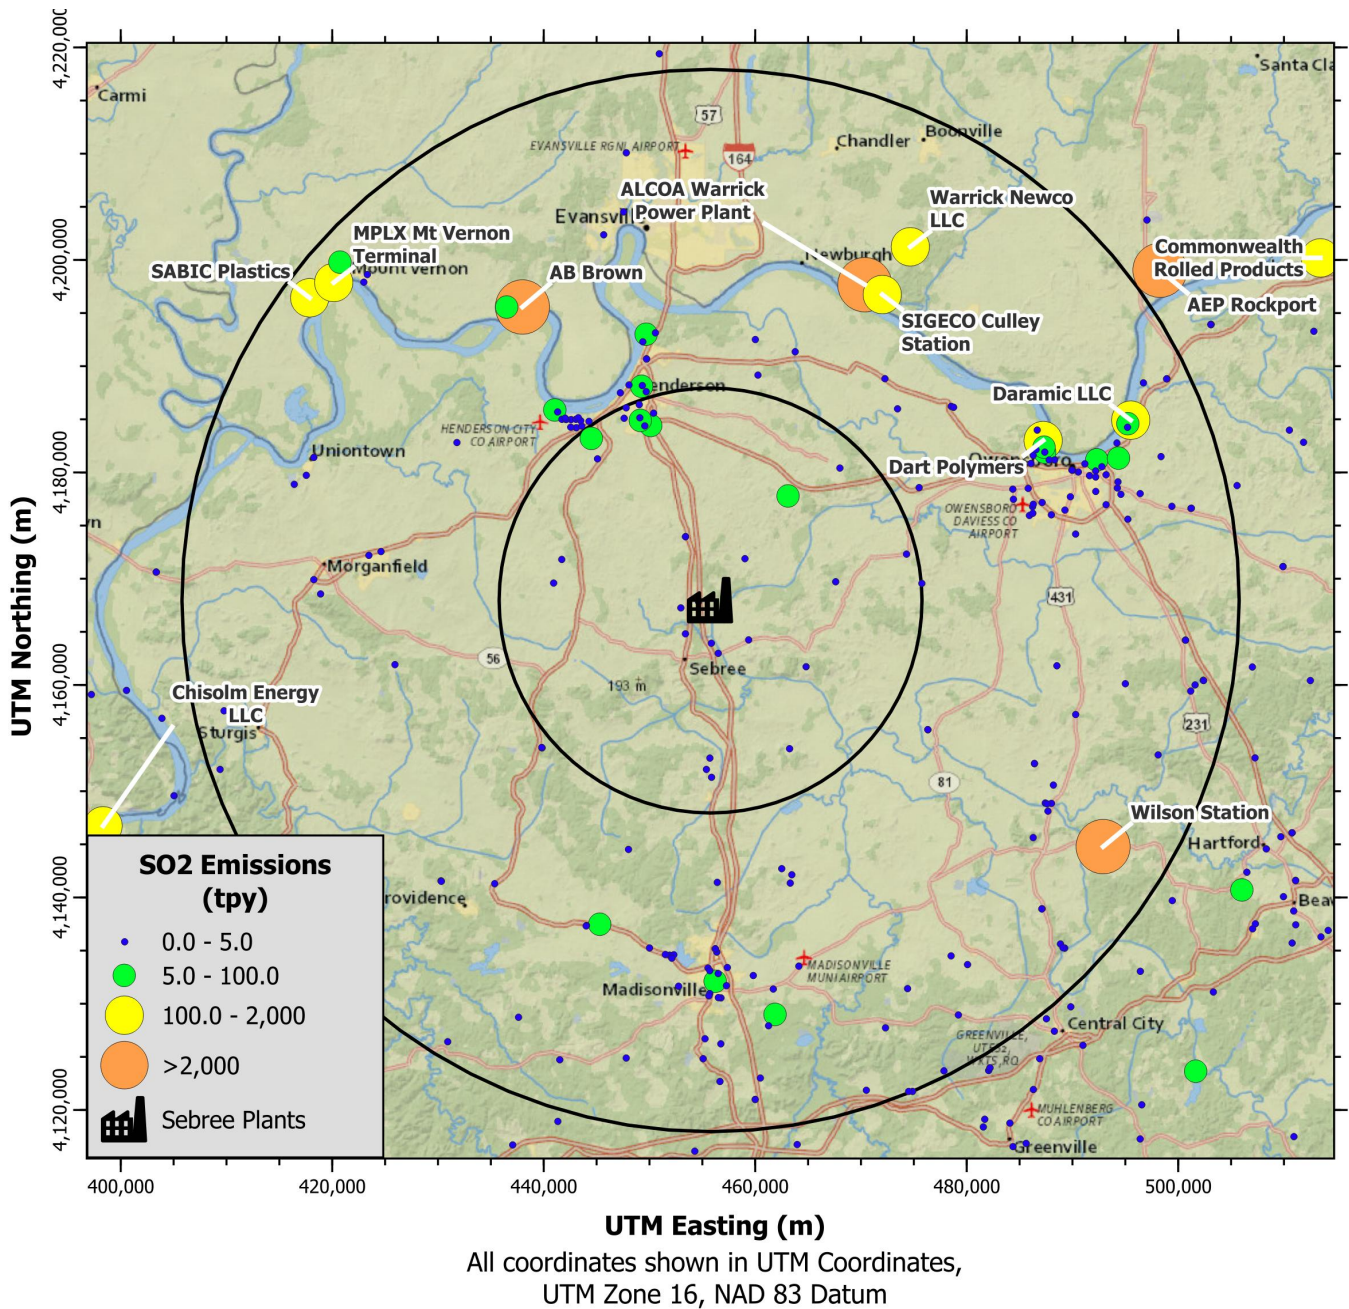 4,220,000
4,200,000
4,180,000
4,160,000
4,140,000
4,120,000
UTM Northing (m)
Santa Cla
Carmi
57
Boonville
Chandler
EVANSVILLE RGNL AIRPORT
164
ALCOA Warrick
Power Plant
Evansvill
Warrick Newco
LLC
MPLX Mt Vernon
Terminal
Mount Vernon
SABIC Plastics
AB Brown
Newburgh
Commonwealth
Rolled Products
AEP Rockport
SIGECO Culley
Station
enderson
Daramic LLC
HENDERSON CITY-
CO AIRPORT
Uniontown
Dart Polymers
OWENSBORO
DAVIESS CO
AIRPORT
Morganfield
431
56
Sebree
193 m
Chisolm Energy
LLC
Sturgis
231
81
Wilson Station
Hartford
rovidence
Beav
MADISONVILLE
MUNI AIRPORT
Madisonville
Central City
GREENVILLE,
MUHLENBERG
CO AIRPORT
Greenville
SO2 Emissions
(tpy)
0.0 - 5.0
5.0 - 100.0
100.0 - 2,000
>2,000
Sebree Plants
400,000
420,000
440,000
460,000
480,000
500,000
UTM Easting (m)
All coordinates shown in UTM Coordinates,
UTM Zone 16, NAD 83 Datum